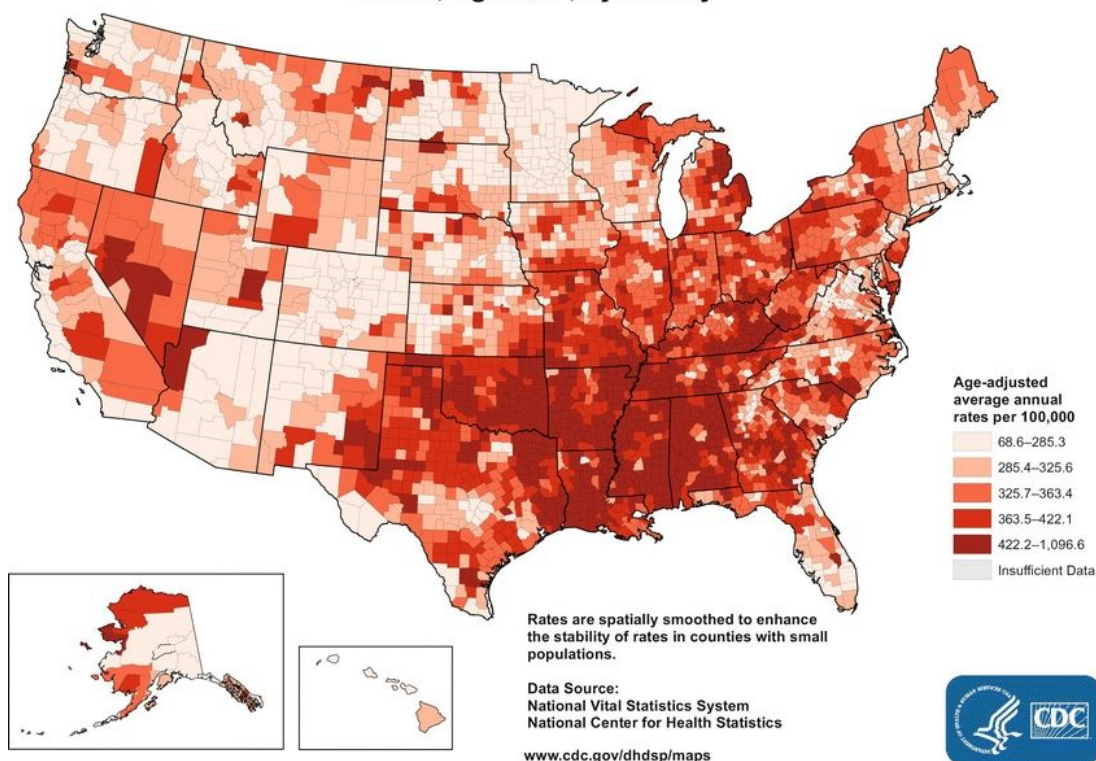 Age-adjusted
average annual
rates per 100,000
68.6–285.3
285.4–325.6
325.7–363.4
363.5–422.1
422.2–1,096.6
Insufficient Data
Rates are spatially smoothed to enhance
the stability of rates in counties with small
populations.
Data Source:
National Vital Statistics System
National Center for Health Statistics
www.cdc.gov/dhdsp/maps
CDC